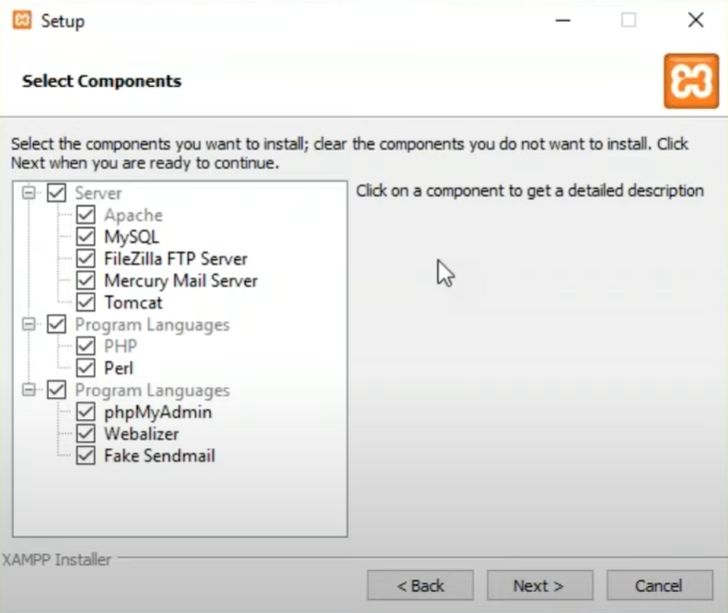 Setup
Select Components
Select the components you want to install; clear the components you do not want to install. Click
Next when you are ready to continue.
Server
Apache
MySQL
FileZilla FTP Server
Mercury Mail Server
Tomcat
Program Languages
PHP
Perl
Program Languages
phpMyAdmin
Webalizer
Fake Sendmail
Click on a component to get a detailed description
XAMPP Installer
< Back
Next >
Cancel